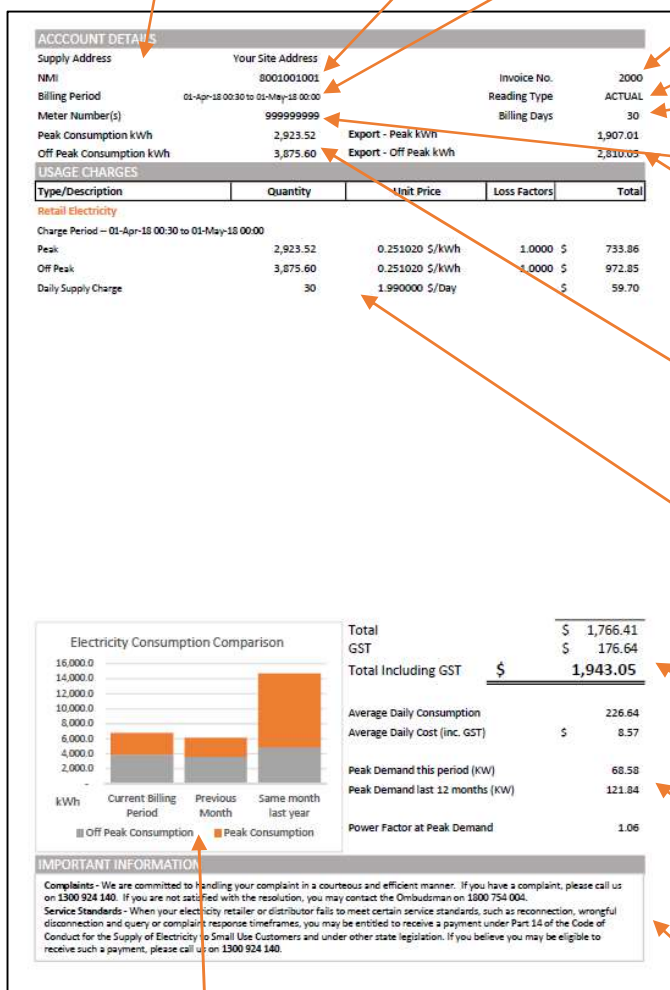 ACCCOUNT DETAILS
Supply Address Your Site Address
NMI 8001001001 Invoice No. 2000
Billing Period 01-Apr-18 00:30 to 01-May-18 00:00 Reading Type ACTUAL
Meter Number(s) 999999999 Billing Days 30
Peak Consumption kWh 2,923.52 Export - Peak kWh 1,907.01
Off Peak Consumption kWh 3,875.60 Export - Off Peak kWh 2,810.05
USAGE CHARGES
Type/Description Quantity Unit Price Loss Factors Total
Retail Electricity
Charge Period – 01-Apr-18 00:30 to 01-May-18 00:00
Peak 2,923.52 0.251020 $/kWh 1.0000 $ 733.86
Off Peak 3,875.60 0.251020 $/kWh 1.0000 $ 972.85
Daily Supply Charge 30 1.990000 $/Day $ 59.70
Electricity Consumption Comparison
16,000.0
14,000.0
12,000.0
10,000.0
8,000.0
6,000.0
4,000.0
2,000.0
-
kWh
Current Billing Period
Previous Month
Same month last year
Off Peak Consumption Peak Consumption
Total $ 1,766.41
GST $ 176.64
Total Including GST $ 1,943.05
Average Daily Consumption 226.64
Average Daily Cost (inc. GST) $ 8.57
Peak Demand this period (KW) 68.58
Peak Demand last 12 months (KW) 121.84
Power Factor at Peak Demand 1.06
IMPORTANT INFORMATION
Complaints - We are committed to handling your complaint in a courteous and efficient manner. If you have a complaint, please call us
on 1300 924 140. If you are not satisfied with the resolution, you may contact the Ombudsman on 1800 754 004.
Service Standards - When your electricity retailer or distributor fails to meet certain service standards, such as reconnection, wrongful
disconnection and query or complaint response timeframes, you may be entitled to receive a payment under Part 14 of the Code of
Conduct for the Supply of Electricity to Small Use Customers and under other state legislation. If you believe you may be eligible to
receive such a payment, please call us on 1300 924 140.